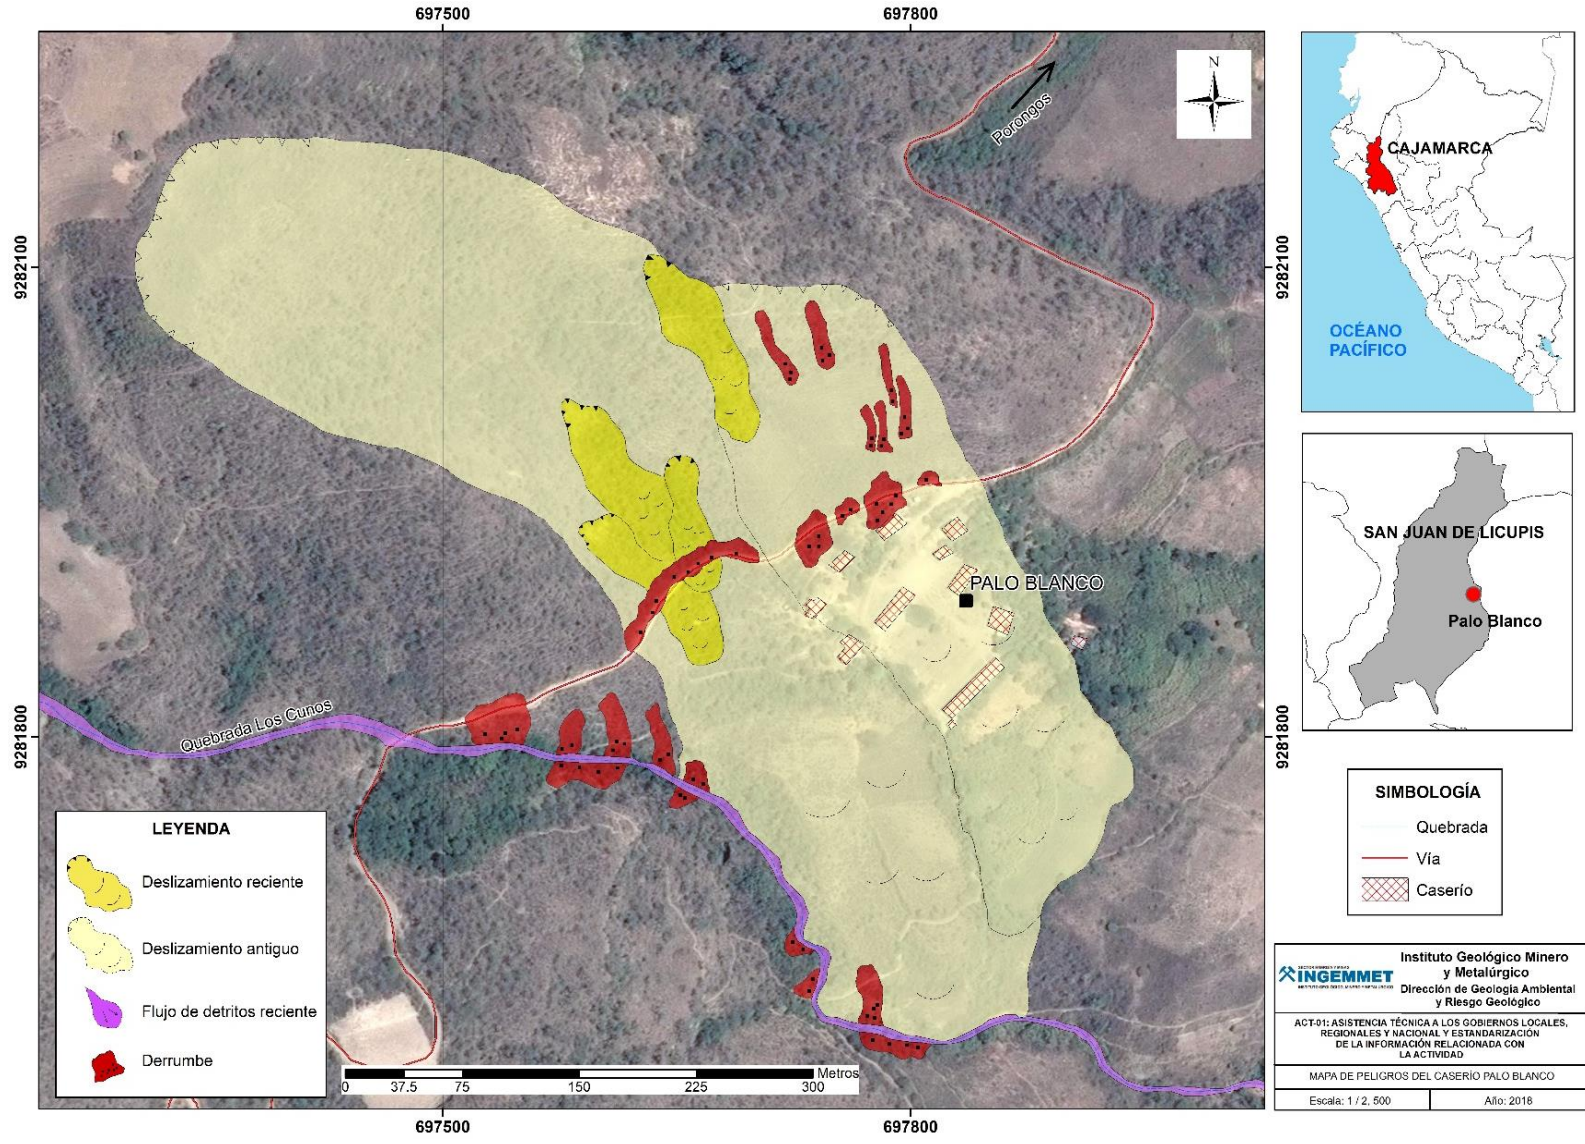 697500
697800
N
Porongos
9282100
9282100
9281800
9281800
Quebrada Los Cunos
PALO BLANCO
LEYENDA
Deslizamiento reciente
Deslizamiento antiguo
Flujo de detritos reciente
Derrumbe
0 37.5 75 150 225 300
Metros
697500
697800
CAJAMARCA
OCÉANO
PACÍFICO
SAN JUAN DE LICUPIS
Palo Blanco
SIMBOLOGÍA
Quebrada
Vía
Caserío
INGEMMET
Instituto Geológico Minero
y Metalúrgico
Dirección de Geología Ambiental
y Riesgo Geológico
ACT-01: ASISTENCIA TÉCNICA A LOS GOBIERNOS LOCALES,
REGIONALES Y NACIONAL Y ESTANDARIZACIÓN
DE LA INFORMACIÓN RELACIONADA CON
LA ACTIVIDAD
MAPA DE PELIGROS DEL CASERÍO PALO BLANCO
Escala: 1 / 2, 500
Año: 2018